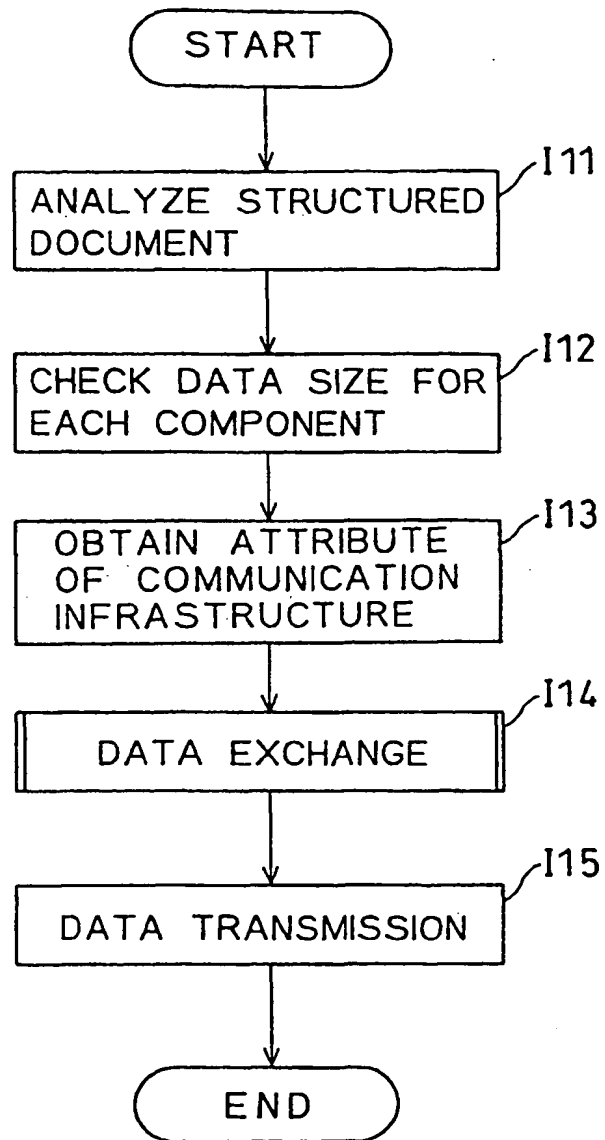 START
I11
ANALYZE STRUCTURED
DOCUMENT
I12
CHECK DATA SIZE FOR
EACH COMPONENT
I13
OBTAIN ATTRIBUTE
OF COMMUNICATION
INFRASTRUCTURE
I14
DATA EXCHANGE
I15
DATA TRANSMISSION
END